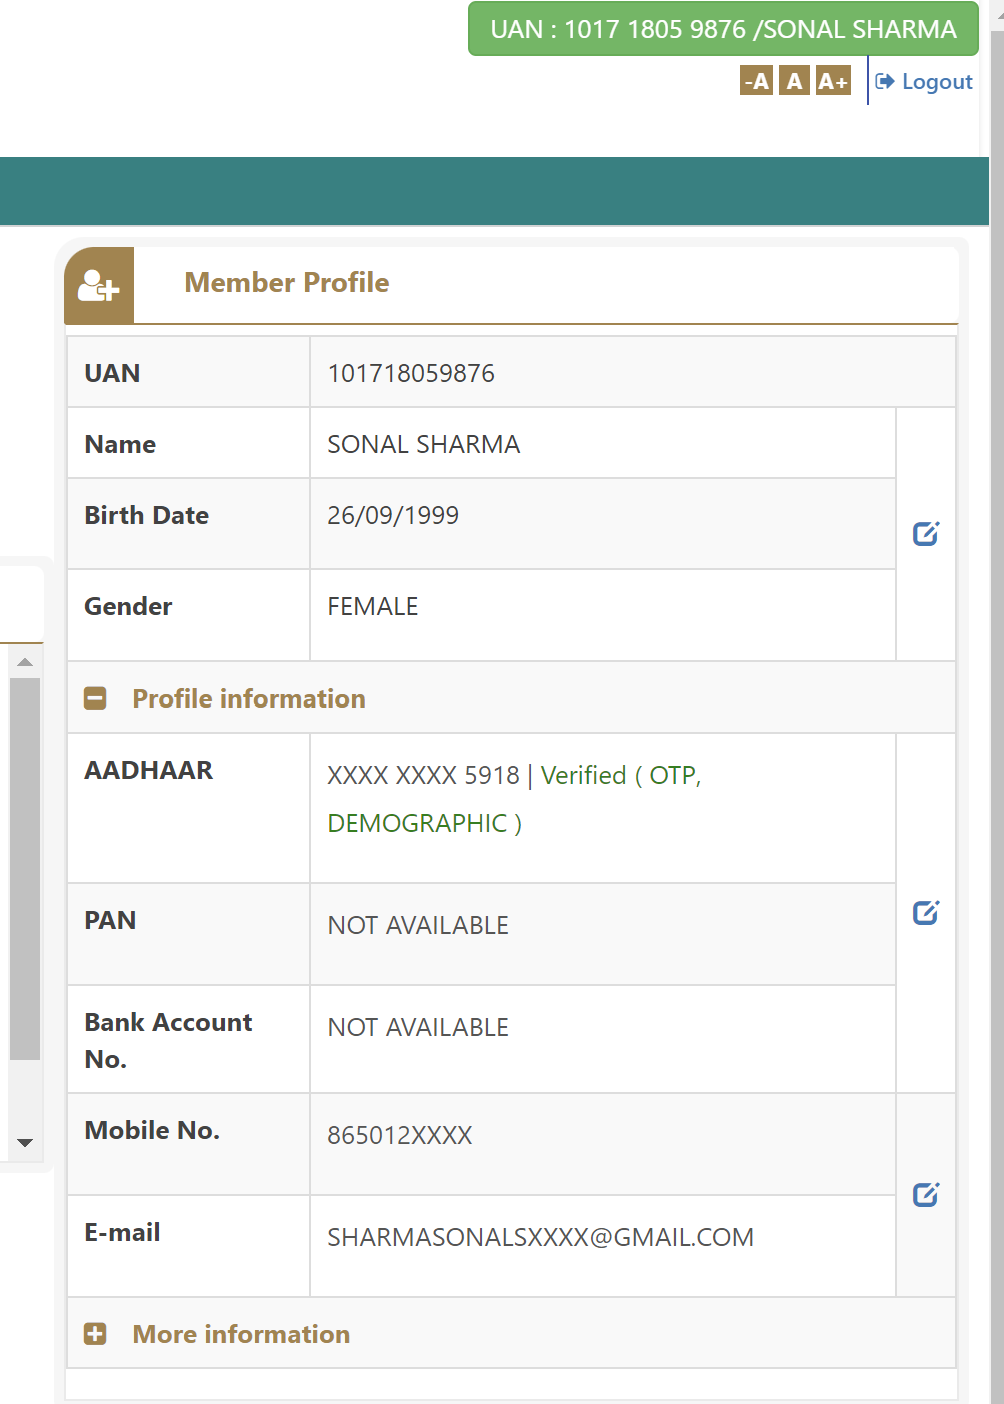 UAN : 1017 1805 9876 /SONAL SHARMA
-A A A+ Logout
Member Profile
UAN 101718059876
Name SONAL SHARMA
Birth Date 26/09/1999
Gender FEMALE
Profile information
AADHAAR XXXX XXXX 5918 | Verified ( OTP,
DEMOGRAPHIC )
PAN NOT AVAILABLE
Bank Account NOT AVAILABLE
No.
Mobile No. 865012XXXX
E-mail SHARMASONALSXXXX@GMAIL.COM
More information